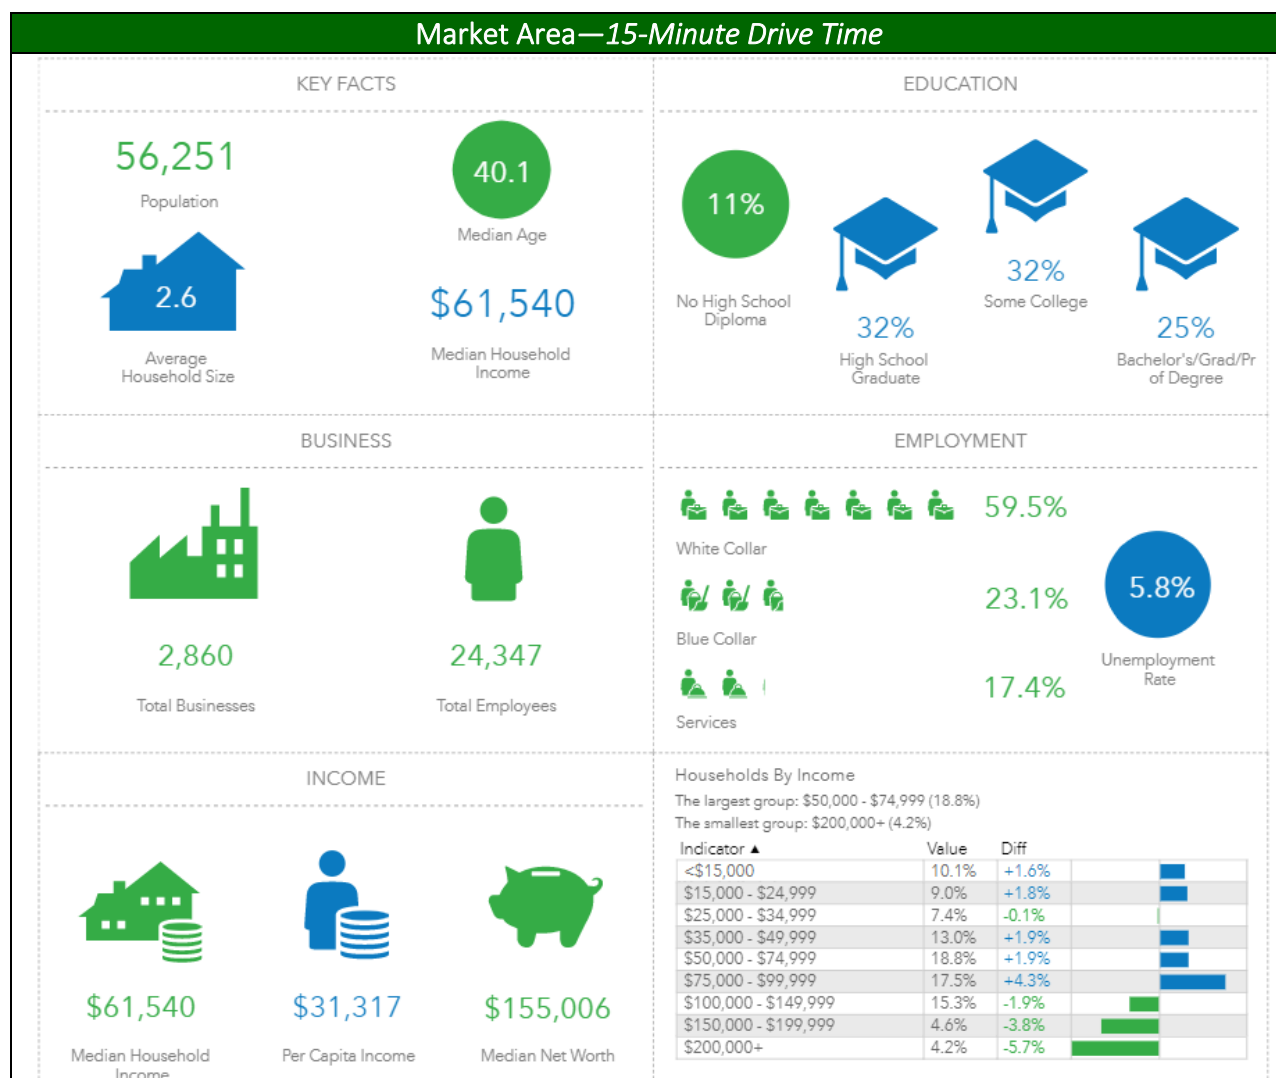 Market Area—15-Minute Drive Time
KEY FACTS
56,251
Population
40.1
Median Age
2.6
Average
Household Size
$61,540
Median Household
Income
EDUCATION
11%
No High School
Diploma
32%
High School
Graduate
32%
Some College
25%
Bachelor's/Grad/Pr
of Degree
BUSINESS
2,860
Total Businesses
24,347
Total Employees
EMPLOYMENT
59.5%
White Collar
23.1%
Blue Collar
17.4%
Services
5.8%
Unemployment
Rate
INCOME
$61,540
Median Household
Income
$31,317
Per Capita Income
$155,006
Median Net Worth
Households By Income
The largest group: $50,000 - $74,999 (18.8%)
The smallest group: $200,000+ (4.2%)
Indicator ▲ Value Diff
<$15,000 10.1% +1.6%
$15,000 - $24,999 9.0% +1.8%
$25,000 - $34,999 7.4% -0.1%
$35,000 - $49,999 13.0% +1.9%
$50,000 - $74,999 18.8% +1.9%
$75,000 - $99,999 17.5% +4.3%
$100,000 - $149,999 15.3% -1.9%
$150,000 - $199,999 4.6% -3.8%
$200,000+ 4.2% -5.7%